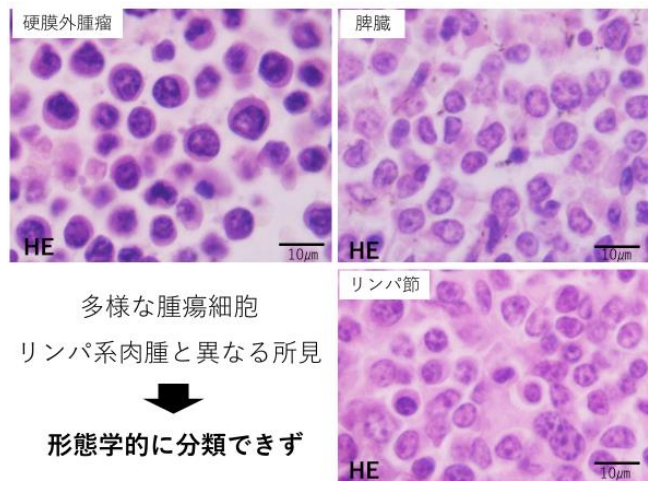 硬膜外腫瘤
HE
10μm
脾臓
HE
10μm
多様な腫瘍細胞
リンパ系肉腫と異なる所見
形態学的に分類できず
リンパ節
HE
10μm